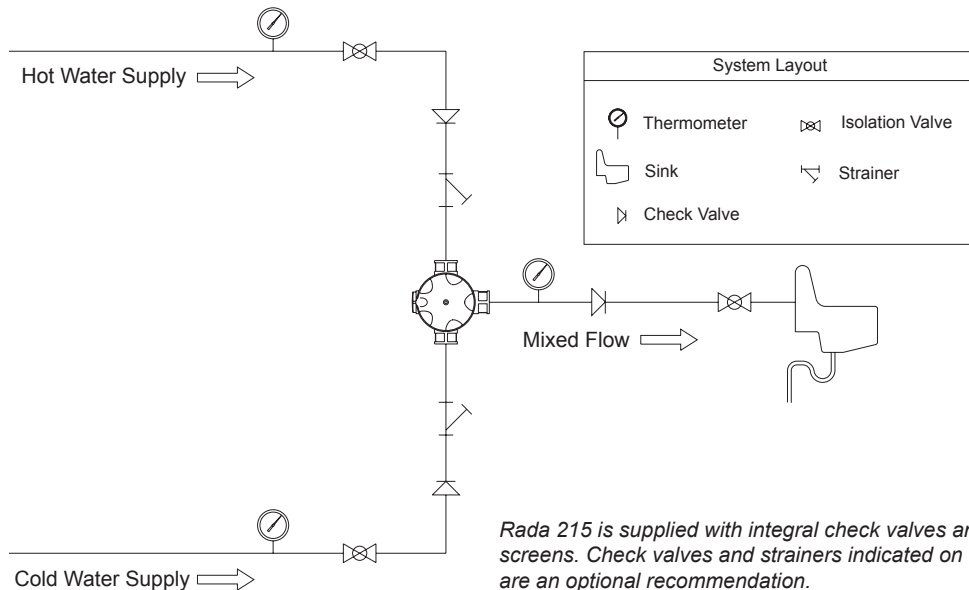 Hot Water Supply
System Layout
Thermometer
Isolation Valve
Sink
Strainer
Check Valve
Mixed Flow
Rada 215 is supplied with integral check valves
screens. Check valves and strainers indicated on
are an optional recommendation.
Cold Water Supply